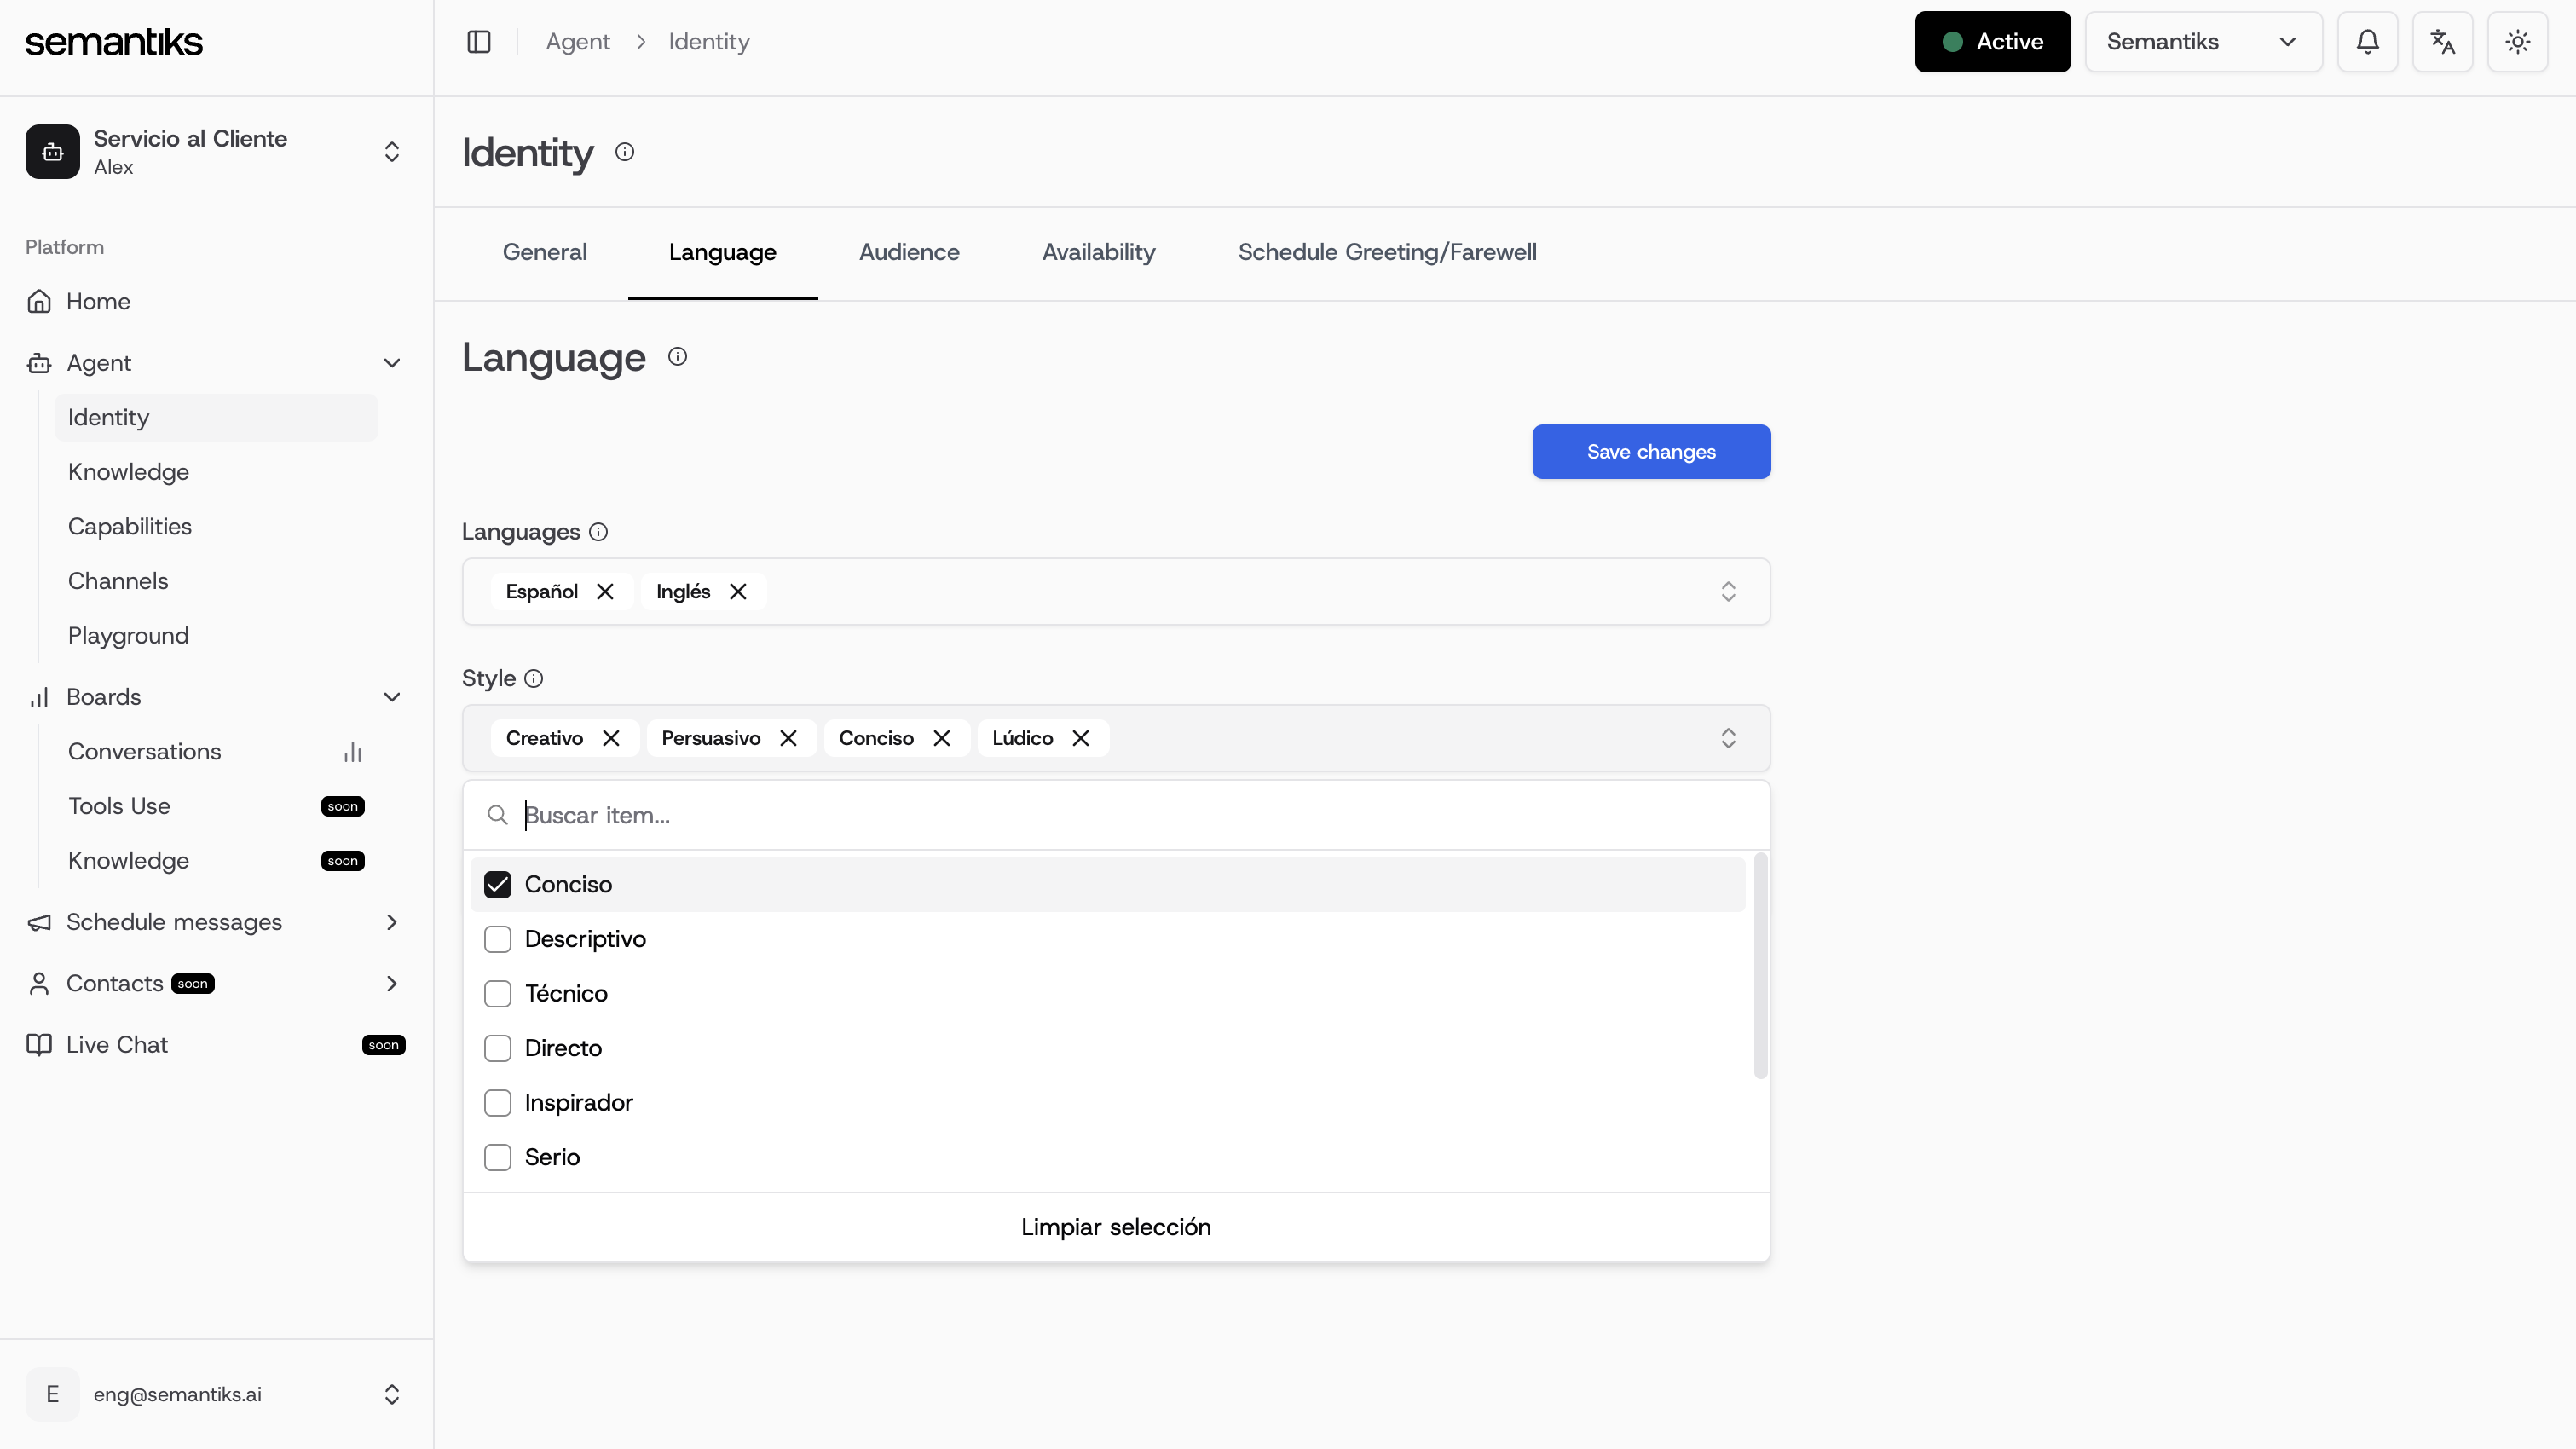 semantiks
Servicio al Cliente
Alex
Platform
Home
Agent
Identity
Knowledge
Capabilities
Channels
Playground
Boards
Conversations
Tools Use soon
Knowledge soon
Schedule messages
Contacts soon
Live Chat soon
E eng@semantiks.ai
Agent > Identity
Active
Semantiks
Identity
General Language Audience Availability Schedule Greeting/Farewell
Language
Save changes
Languages
Español Inglés
Style
Creativo Persuasivo Conciso Lúdico
Buscar item...
Conciso
Descriptivo
Técnico
Directo
Inspirador
Serio
Limpiar selección